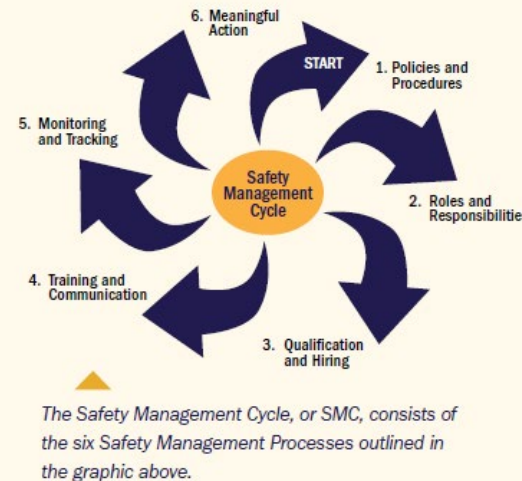 6. Meaningful
Action
START
1. Policies and
Procedures
5. Monitoring
and Tracking
Safety
Management
Cycle
2. Roles and
Responsibilitie
4. Training and
Communication
3. Qualification
and Hiring
The Safety Management Cycle, or SMC, consists of
the six Safety Management Processes outlined in
the graphic above.